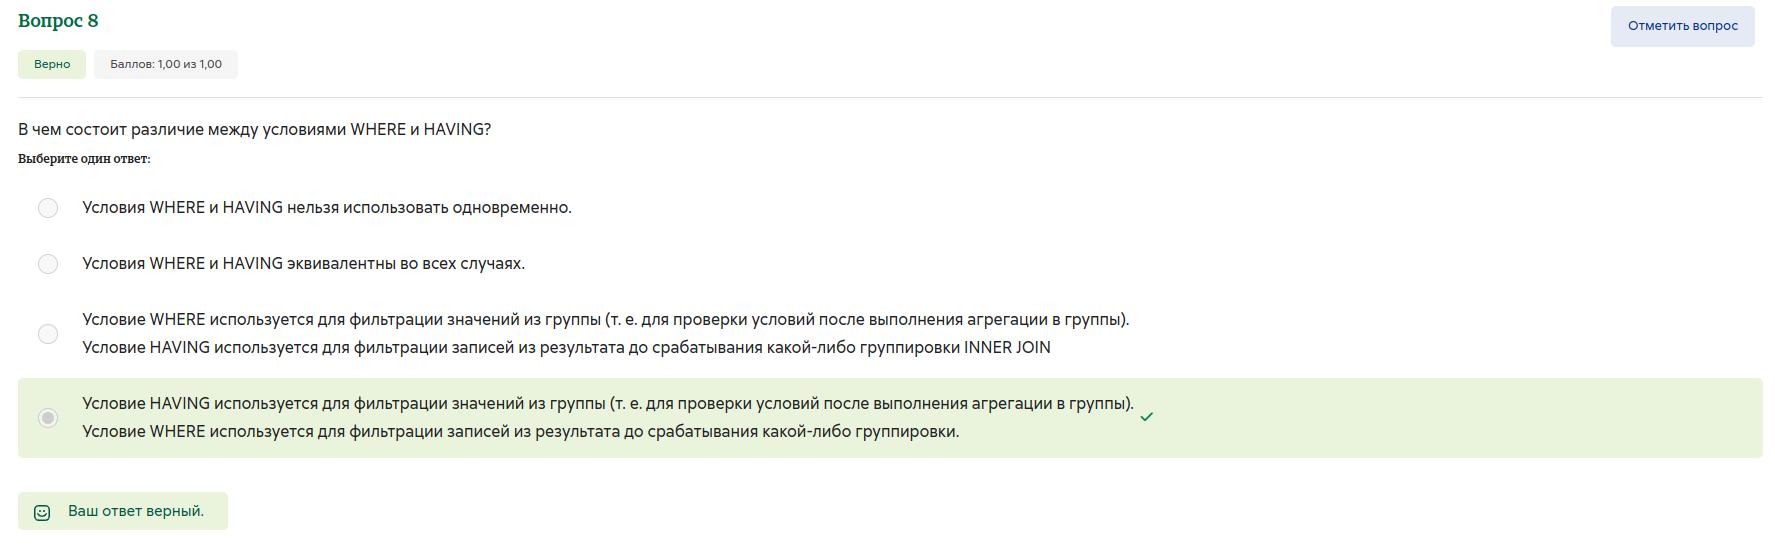 Вопрос 8
Отметить вопрос
Верно
Баллов: 1,00 из 1,00
В чем состоит различие между условиями WHERE и HAVING?
Выберите один ответ:
Условия WHERE и HAVING нельзя использовать одновременно.
Условия WHERE и HAVING эквивалентны во всех случаях.
Условие WHERE используется для фильтрации значений из группы (т. е. для проверки условий после выполнения агрегации в группы).
Условие HAVING используется для фильтрации записей из результата до срабатывания какой-либо группировки INNER JOIN
Условие HAVING используется для фильтрации значений из группы (т. е. для проверки условий после выполнения агрегации в группы).
Условие WHERE используется для фильтрации записей из результата до срабатывания какой-либо группировки.
Ваш ответ верный.